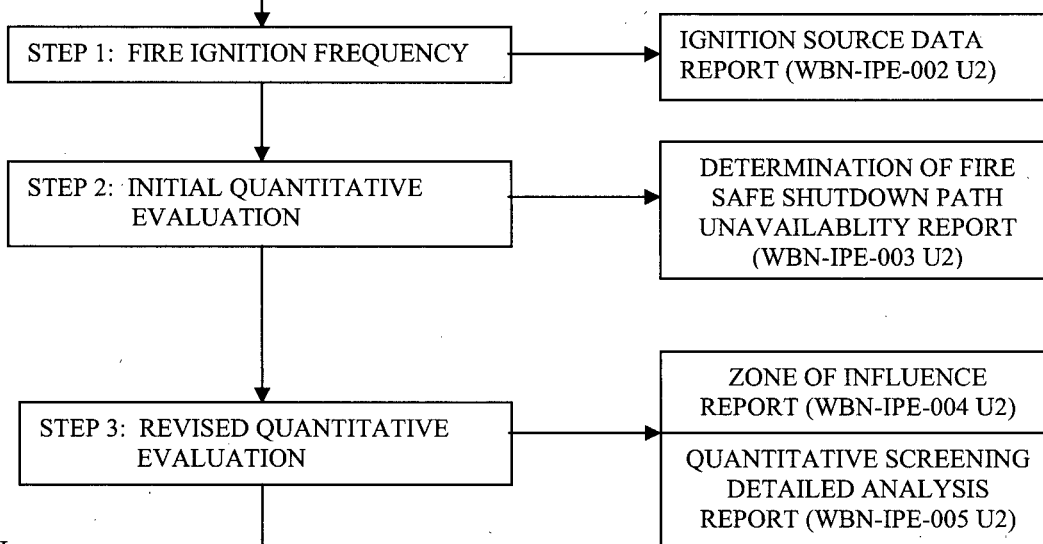 STEP 1: FIRE IGNITION FREQUENCY
IGNITION SOURCE DATA
REPORT (WBN-IPE-002 U2)
STEP 2: INITIAL QUANTITATIVE
EVALUATION
DETERMINATION OF FIRE
SAFE SHUTDOWN PATH
UNAVAILABLITY REPORT
(WBN-IPE-003 U2)
STEP 3: REVISED QUANTITATIVE
EVALUATION
ZONE OF INFLUENCE
REPORT (WBN-IPE-004 U2)
QUANTITATIVE SCREENING
DETAILED ANALYSIS
REPORT (WBN-IPE-005 U2)